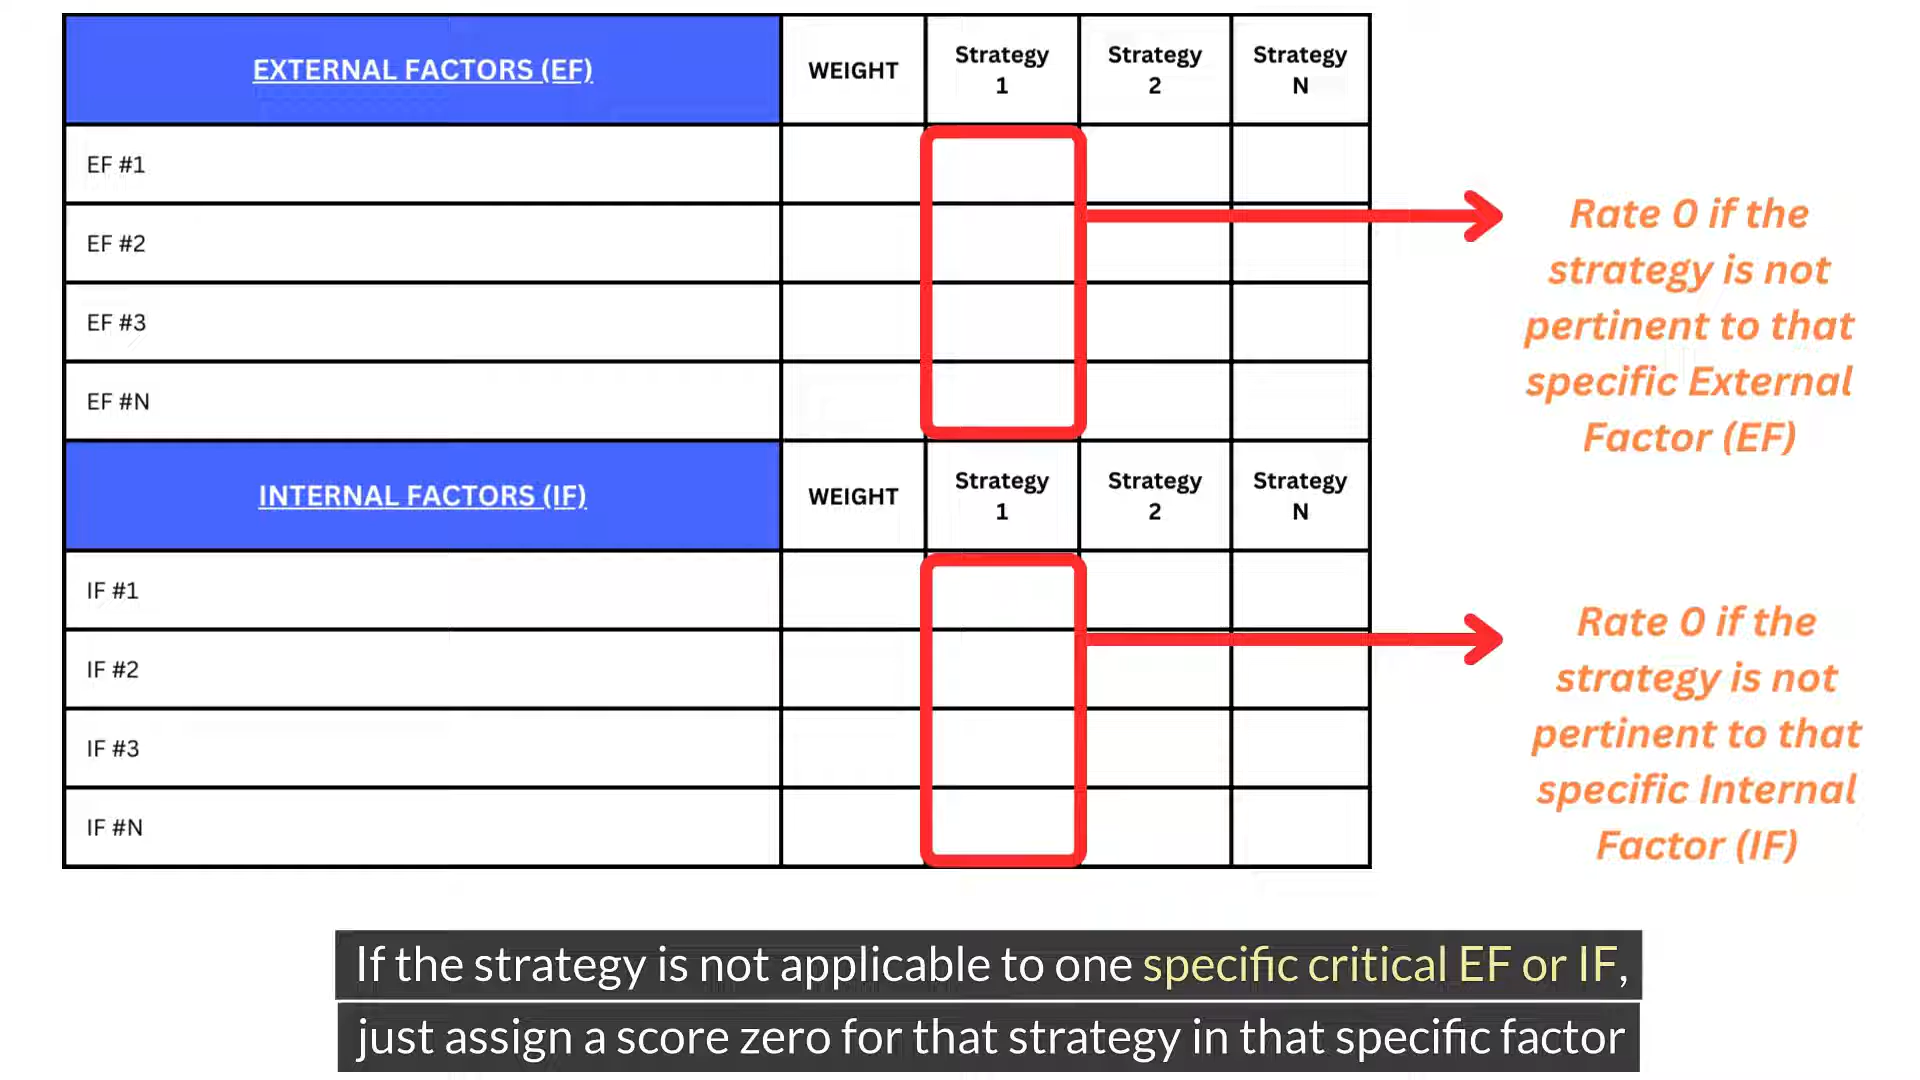 EXTERNAL FACTORS (EF)
WEIGHT
Strategy
1
Strategy
2
Strategy
N
EF #1
EF #2
EF #3
EF #N
Rate 0 if the
strategy is not
pertinent to that
specific External
Factor (EF)
INTERNAL FACTORS (IF)
WEIGHT
Strategy
1
Strategy
2
Strategy
N
IF #1
IF #2
IF #3
IF #N
Rate 0 if the
strategy is not
pertinent to that
specific Internal
Factor (IF)
If the strategy is not applicable to one specific critical EF or IF,
just assign a score zero for that strategy in that specific factor